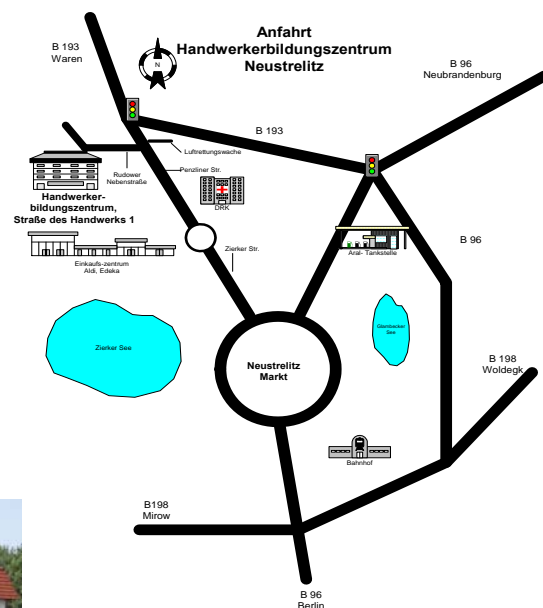 Anfahrt
Handwerkerbildungszentrum
Neustrelitz
B 193
Waren
B 96
Neubrandenburg
B 193
Luftrettungswache
Penzliner Str.
Rudower
Nebenstraße
DRK
Handwerker-
bildungszentrum,
Straße des Handwerks 1
Zierker Str.
Aral- Tankstelle
B 96
Einkaufs-zentrum
Aldi, Edeka
Zierker See
Glambecker
See
Neustrelitz
Markt
B 198
Woldegk
Bahnhof
B198
Mirow
B 96
Berlin